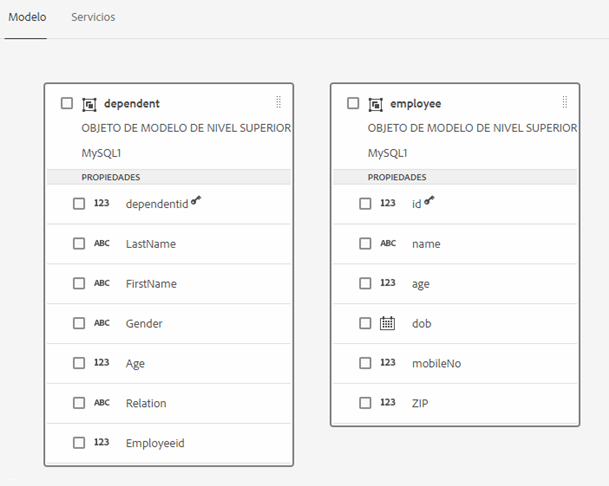 Modelo Servicios
dependent
OBJETO DE MODELO DE NIVEL SUPERIOR
MySQL1
PROPIEDADES
123 dependentid
ABC LastName
ABC FirstName
ABC Gender
123 Age
ABC Relation
123 Employeeid
employee
OBJETO DE MODELO DE NIVEL SUPERIOR
MySQL1
PROPIEDADES
123 id
ABC name
123 age
dob
123 mobileNo
123 ZIP